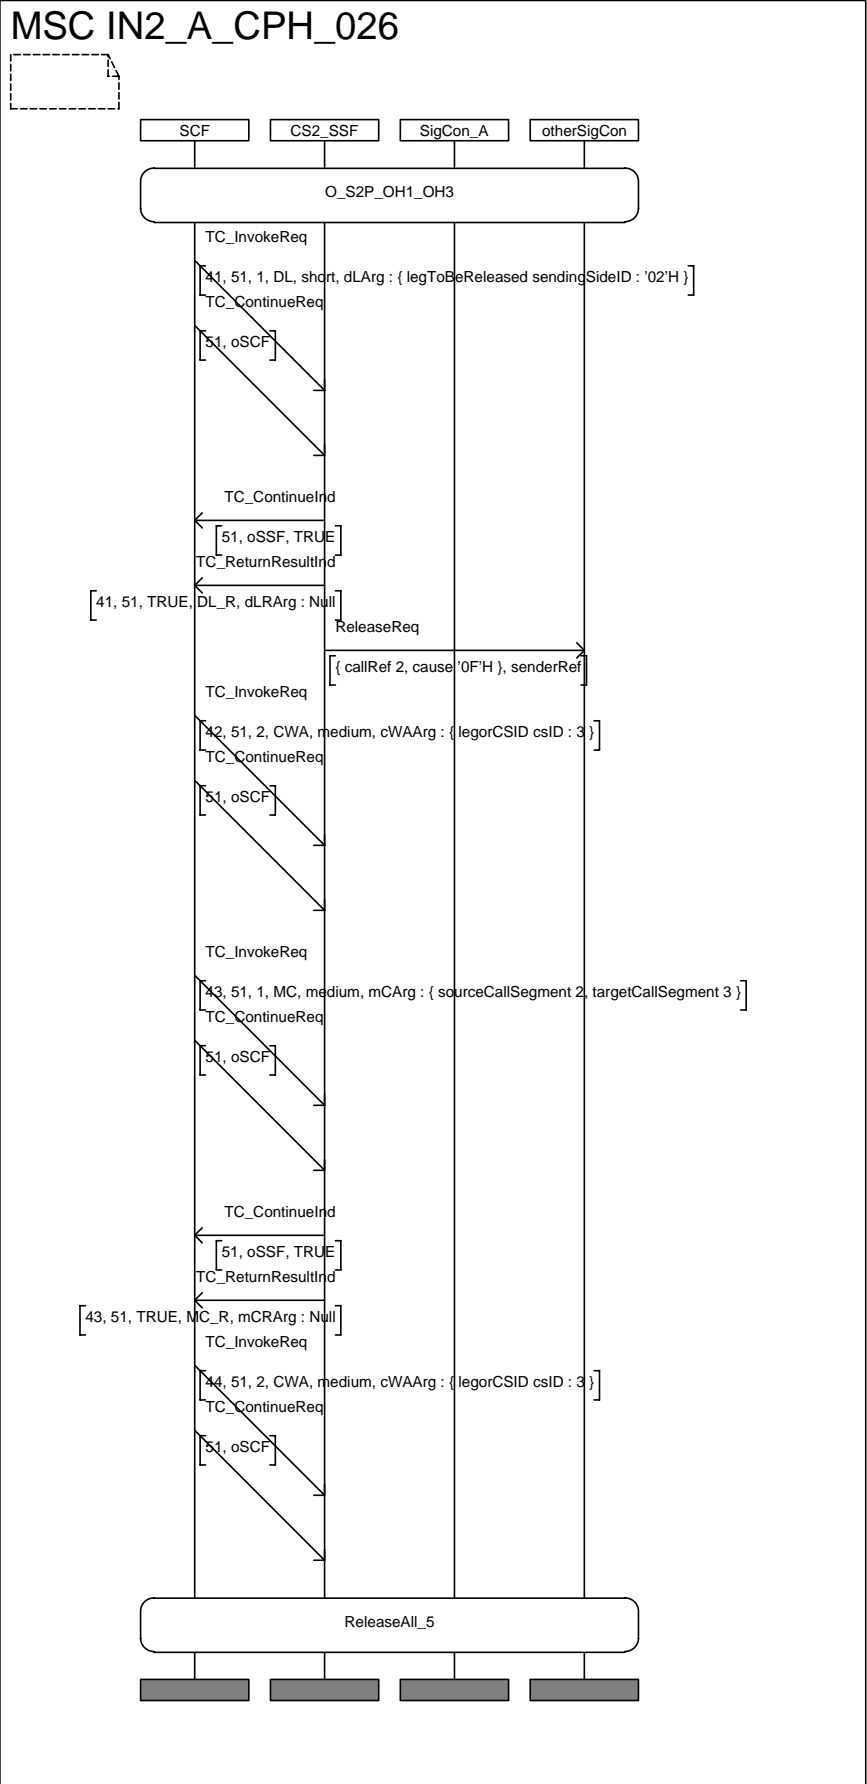 MSC IN2_A_CPH_026
SCF CS2_SSF SigCon_A otherSigCon
O_S2P_OH1_OH3
TC_InvokeReq
41, 51, 1, DL, short, dLArg : { legToBeReleased sendingSideID : '02'H }
TC_ContinueReq
51, oSCF
TC_ContinueInd
51, oSSF, TRUE
TC_ReturnResultInd
41, 51, TRUE, DL_R, dLRArg : Null
ReleaseReq
{ callRef 2, cause '0F'H }, senderRef
TC_InvokeReq
42, 51, 2, CWA, medium, cWAArg : { legorCSID csID : 3 }
TC_ContinueReq
51, oSCF
TC_InvokeReq
43, 51, 1, MC, medium, mCArg : { sourceCallSegment 2, targetCallSegment 3 }
TC_ContinueReq
51, oSCF
TC_ContinueInd
51, oSSF, TRUE
TC_ReturnResultInd
43, 51, TRUE, MC_R, mCRArg : Null
TC_InvokeReq
44, 51, 2, CWA, medium, cWAArg : { legorCSID csID : 3 }
TC_ContinueReq
51, oSCF
ReleaseAll_5